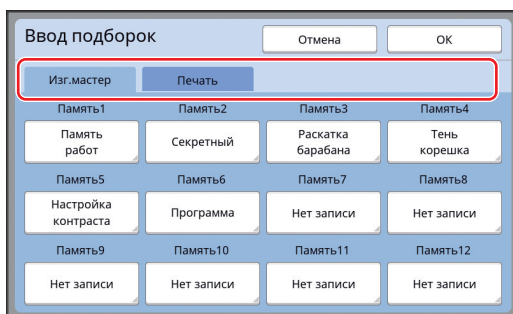 Ввод подборок
Отмена
ОК
Изг.мастер
Печать
Память1
Память2
Память3
Память4
Память
работ
Секретный
Раскатка
барабана
Тень
корешка
Память5
Память6
Память7
Память8
Настройка
контраста
Программа
Нет записи
Нет записи
Память9
Память10
Память11
Память12
Нет записи
Нет записи
Нет записи
Нет записи